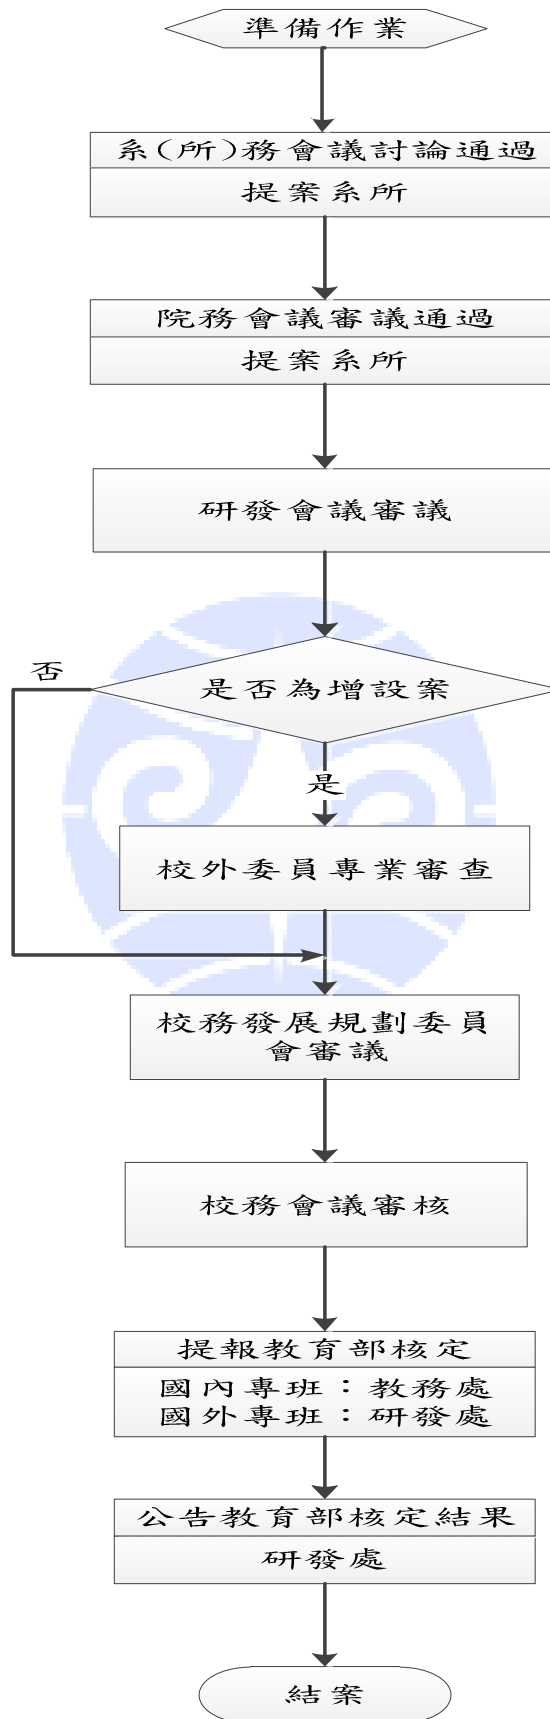 準備作業
系(所)務會議討論通過
提案系所
院務會議審議通過
提案系所
研發會議審議
否
是否為增設案
是
校外委員專業審查
校務發展規劃委員
會審議
校務會議審核
提報教育部核定
國內專班：教務處
國外專班：研發處
公告教育部核定結果
研發處
結案